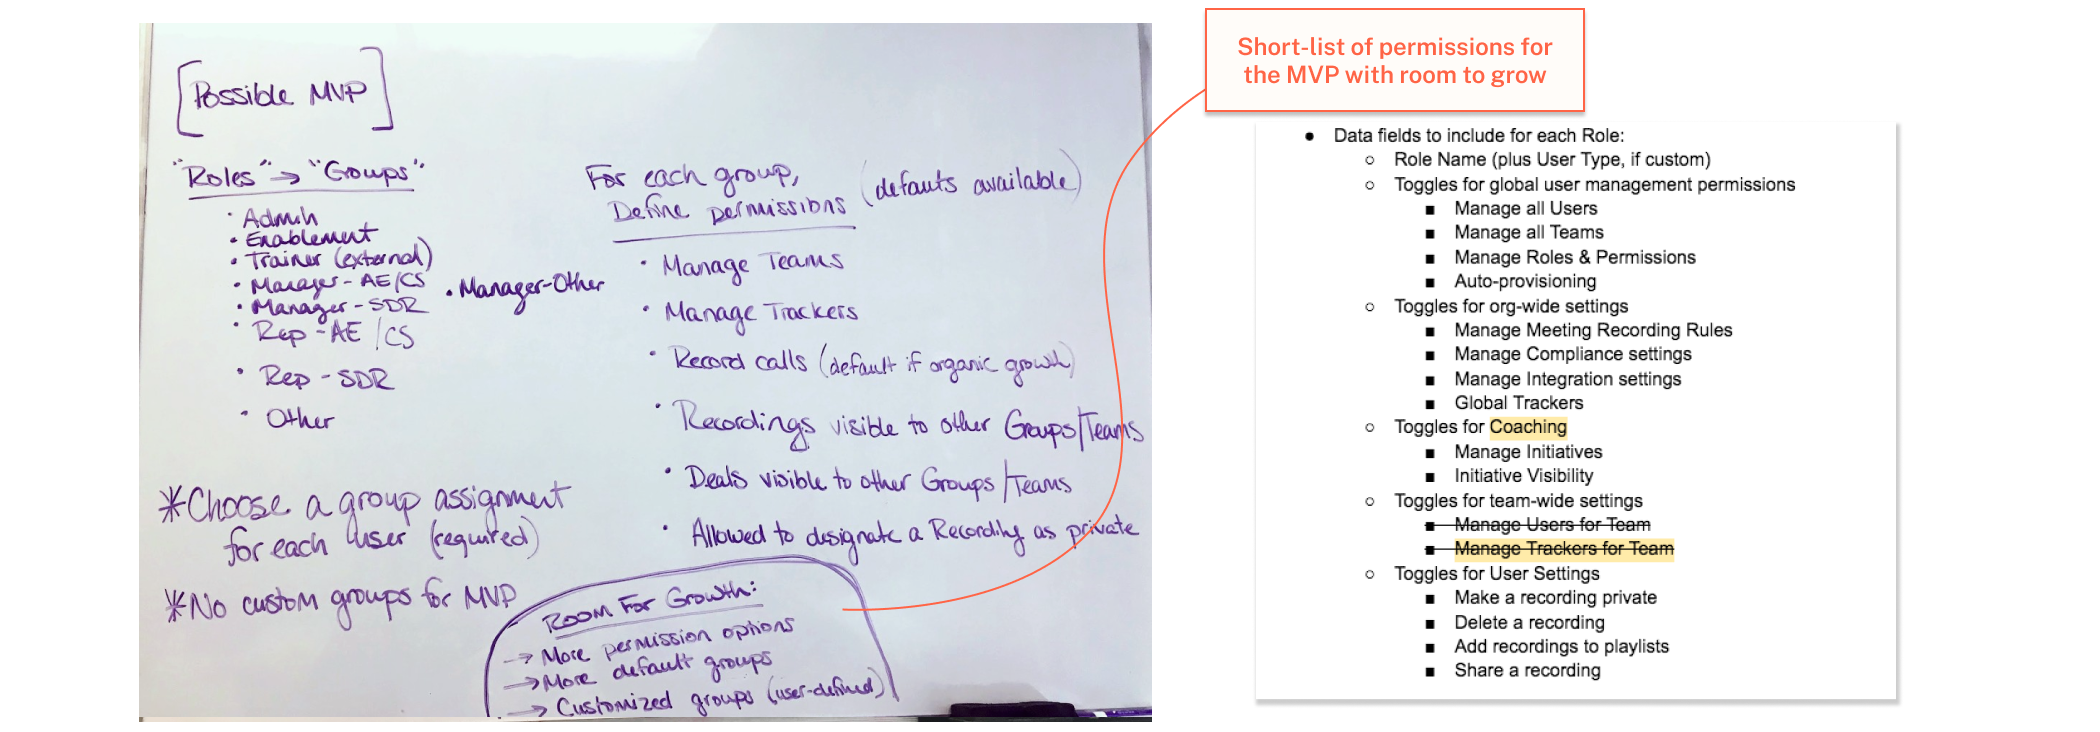 [Possible MVP]
"Roles" → "Groups"
• Admin
• Enablement
• Trainer (external)
• Manager - AE/CS
• Manager - SDR
• Manager-Other
• Rep - AE/CS
• Rep - SDR
• Other
*Choose a group assignment
for each user (required)
*No custom groups for MVP
For each group,
Define permissions
(defauts available)
• Manage Teams
• Manage Trackers
• Record calls (default if organic growth)
• Recordings visible to other Groups/Teams
• Deals visible to other Groups/Teams
• Allowed to designate a Recording as private
ROOM FOR Growth:
→ More permission options
→ More default groups
→ Customized groups (user-defined)
Short-list of permissions for
the MVP with room to grow
● Data fields to include for each Role:
○ Role Name (plus User Type, if custom)
○ Toggles for global user management permissions
■ Manage all Users
■ Manage all Teams
■ Manage Roles & Permissions
■ Auto-provisioning
○ Toggles for org-wide settings
■ Manage Meeting Recording Rules
■ Manage Compliance settings
■ Manage Integration settings
■ Global Trackers
○ Toggles for Coaching
■ Manage Initiatives
■ Initiative Visibility
○ Toggles for team-wide settings
■ Manage Users for Team
■ Manage Trackers for Team
○ Toggles for User Settings
■ Make a recording private
■ Delete a recording
■ Add recordings to playlists
■ Share a recording